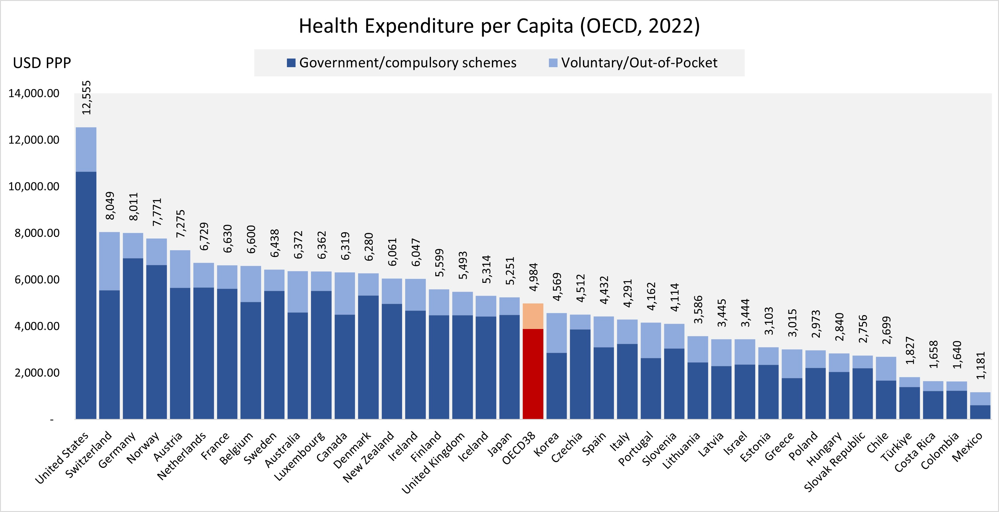 Health Expenditure per Capita (OECD, 2022)
USD PPP
Government/compulsory schemes
Voluntary/Out-of-Pocket
14,000.00
12,000.00
10,000.00
8,000.00
6,000.00
4,000.00
2,000.00
-
12,555
8,049
8,011
7,771
7,275
6,729
6,630
6,600
6,438
6,372
6,362
6,319
6,280
6,061
6,047
5,599
5,493
5,314
5,251
4,984
4,569
4,512
4,432
4,291
4,162
4,114
3,586
3,445
3,444
3,103
3,015
2,973
2,840
2,756
2,699
1,827
1,658
1,640
1,181
United States
Switzerland
Germany
Norway
Austria
Netherlands
France
Belgium
Sweden
Australia
Luxembourg
Canada
Denmark
New Zealand
Ireland
Finland
United Kingdom
Iceland
Japan
OECD38
Korea
Czechia
Spain
Italy
Portugal
Slovenia
Lithuania
Latvia
Israel
Estonia
Greece
Poland
Hungary
Slovak Republic
Chile
Türkiye
Costa Rica
Colombia
Mexico